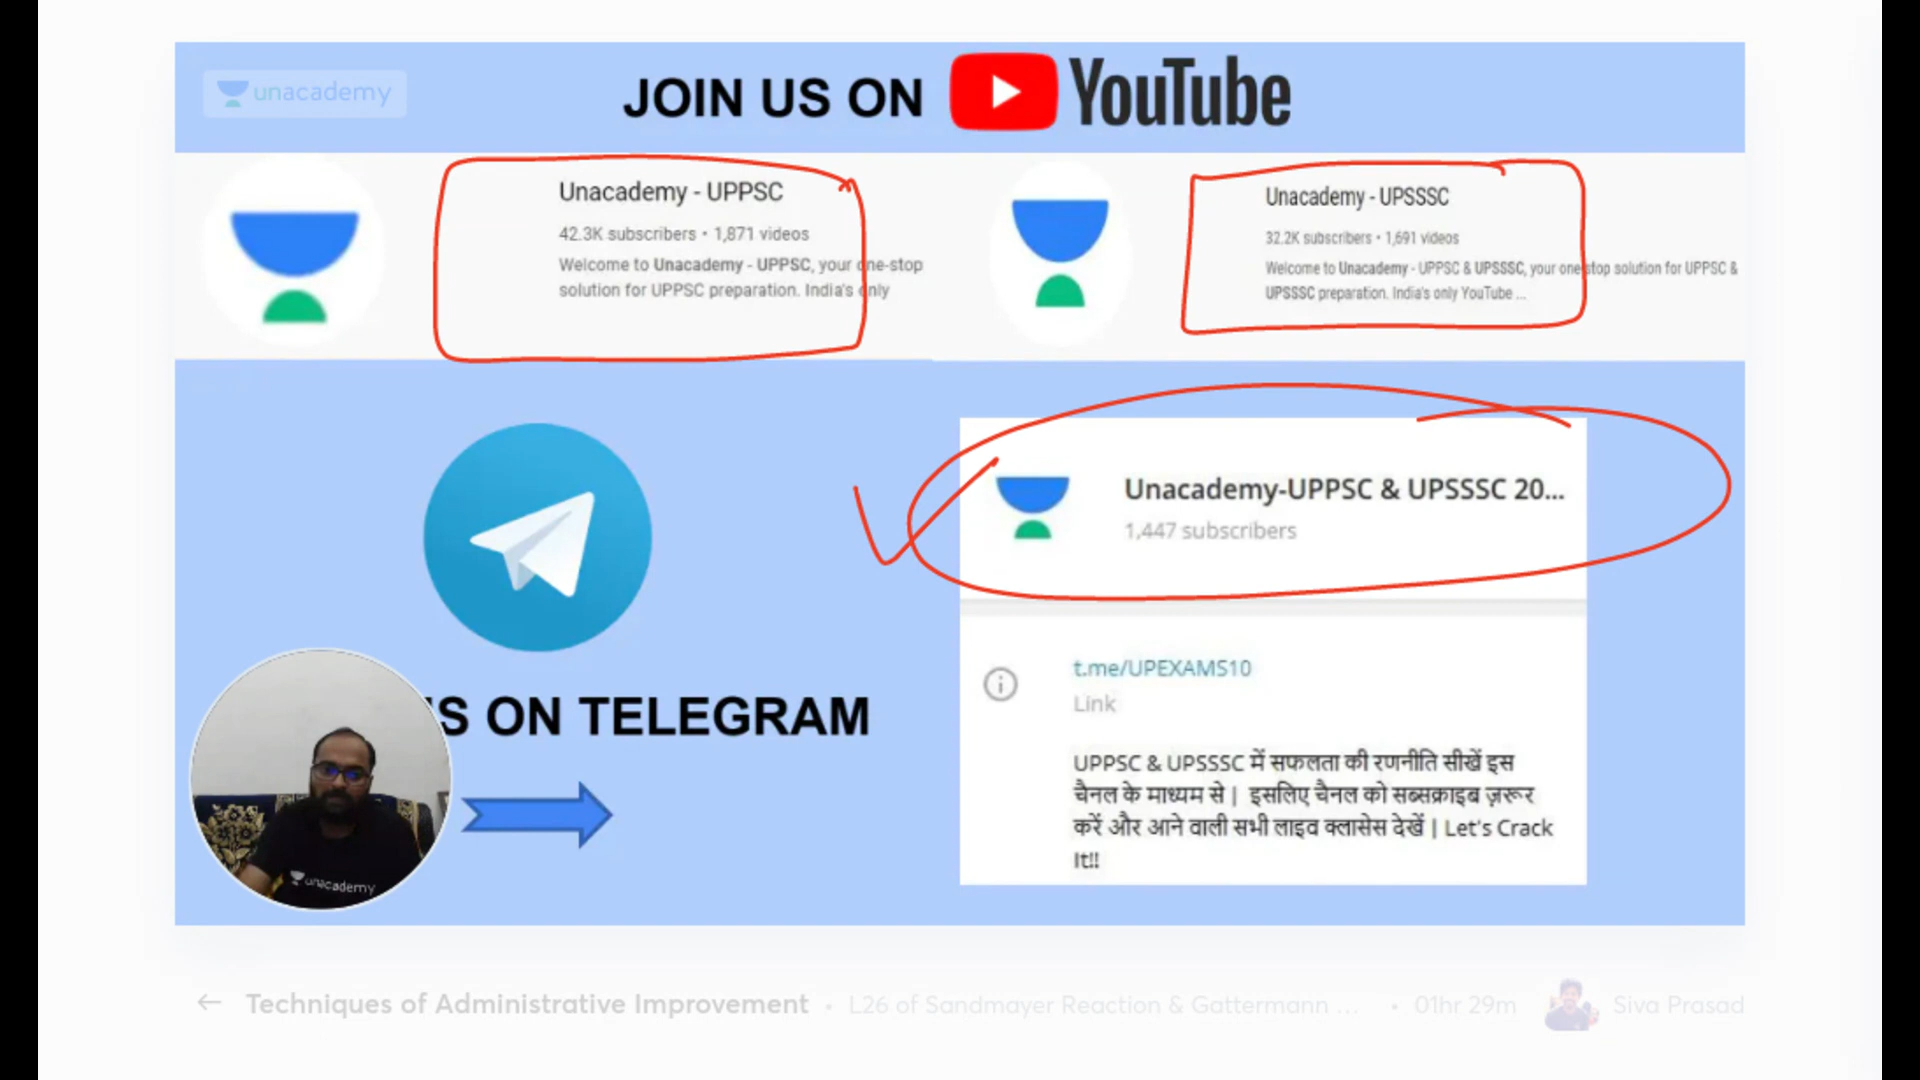 unacademy
JOIN US ON YouTube
Unacademy - UPPSC
42.3K subscribers • 1,871 videos
Welcome to Unacademy - UPPSC, your one-stop
solution for UPPSC preparation. India's only
Unacademy - UPSSSC
32.2K subscribers • 1,691 videos
Welcome to Unacademy - UPPSC & UPSSSC, your one stop solution for UPPSC &
UPSSSC preparation. India's only YouTube ...
Unacademy-UPPSC & UPSSSC 20...
1,447 subscribers
t.me/UPEXAMS10
Link
UPPSC & UPSSSC में सफलता की रणनीति सीखें इस
चैनल के माध्यम से | इसलिए चैनल को सब्सक्राइब ज़रूर
करें और आने वाली सभी लाइव क्लासेस देखें | Let's Crack
It!!
S ON TELEGRAM
unacademy
← Techniques of Administrative Improvement • L26 of Sandmayer Reaction & Gattermann ... • 01hr 29m Siva Prasad